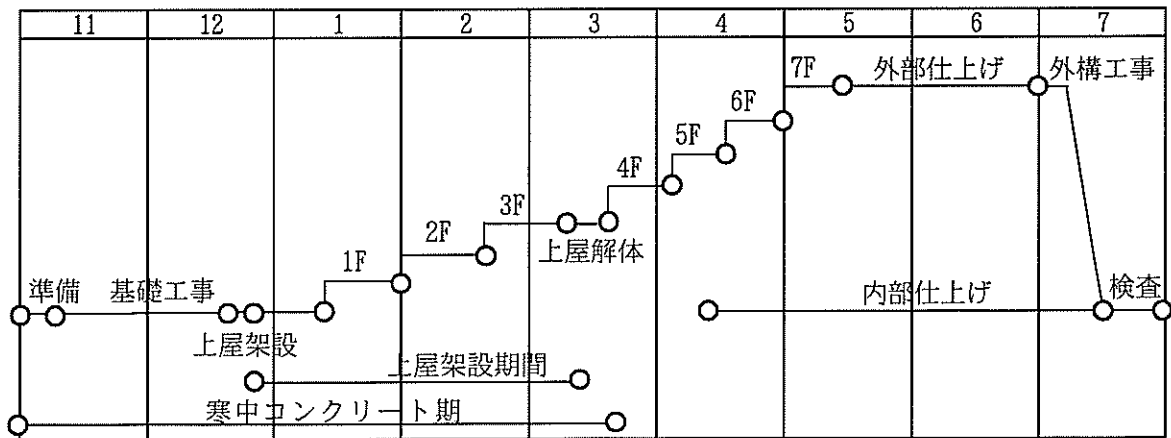 11 12 1 2 3 4 5 6 7
7F 外部仕上げ 外構工事
6F
5F
4F
3F
2F 上屋解体
1F
準備 基礎工事 内部仕上げ 検査
上屋架設
上屋架設期間
寒中コンクリート期